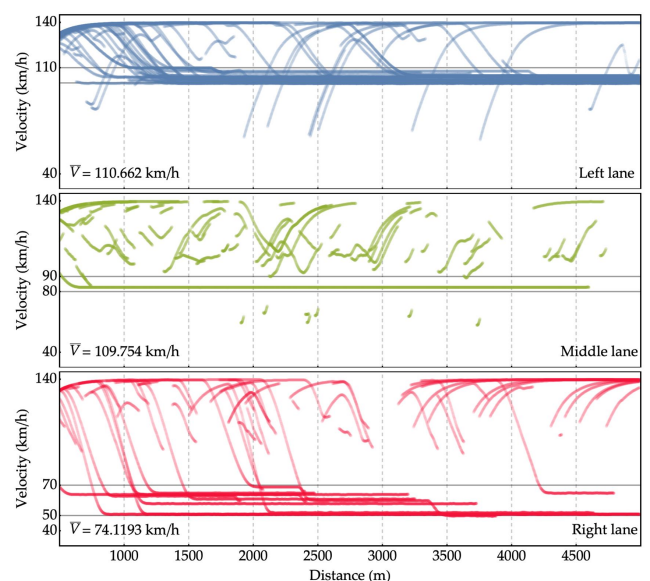 140
110
40
Velocity (km/h)
V̅ = 110.662 km/h
Left lane
140
90
80
40
Velocity (km/h)
V̅ = 109.754 km/h
Middle lane
140
70
50
40
Velocity (km/h)
V̅ = 74.1193 km/h
Right lane
1000 1500 2000 2500 3000 3500 4000 4500
Distance (m)